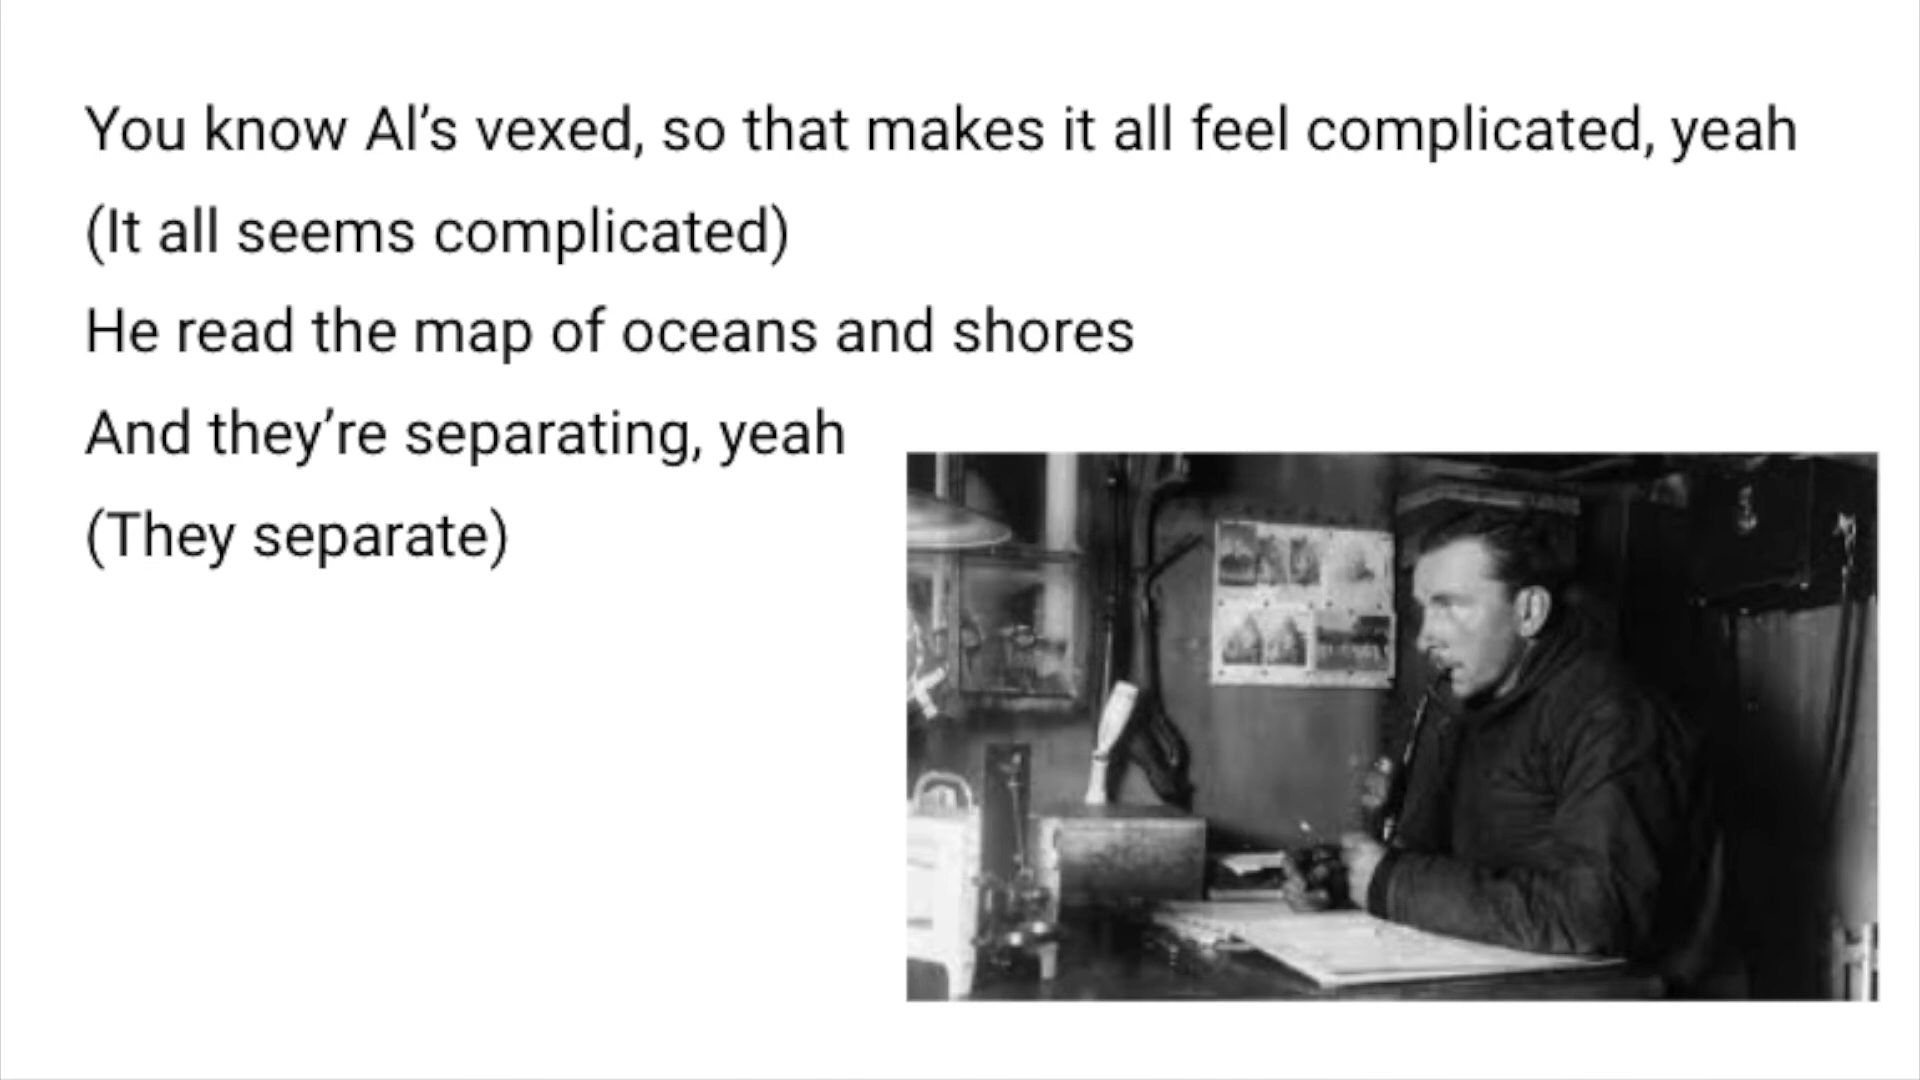 You know Al’s vexed, so that makes it all feel complicated, yeah
(It all seems complicated)
He read the map of oceans and shores
And they’re separating, yeah
(They separate)